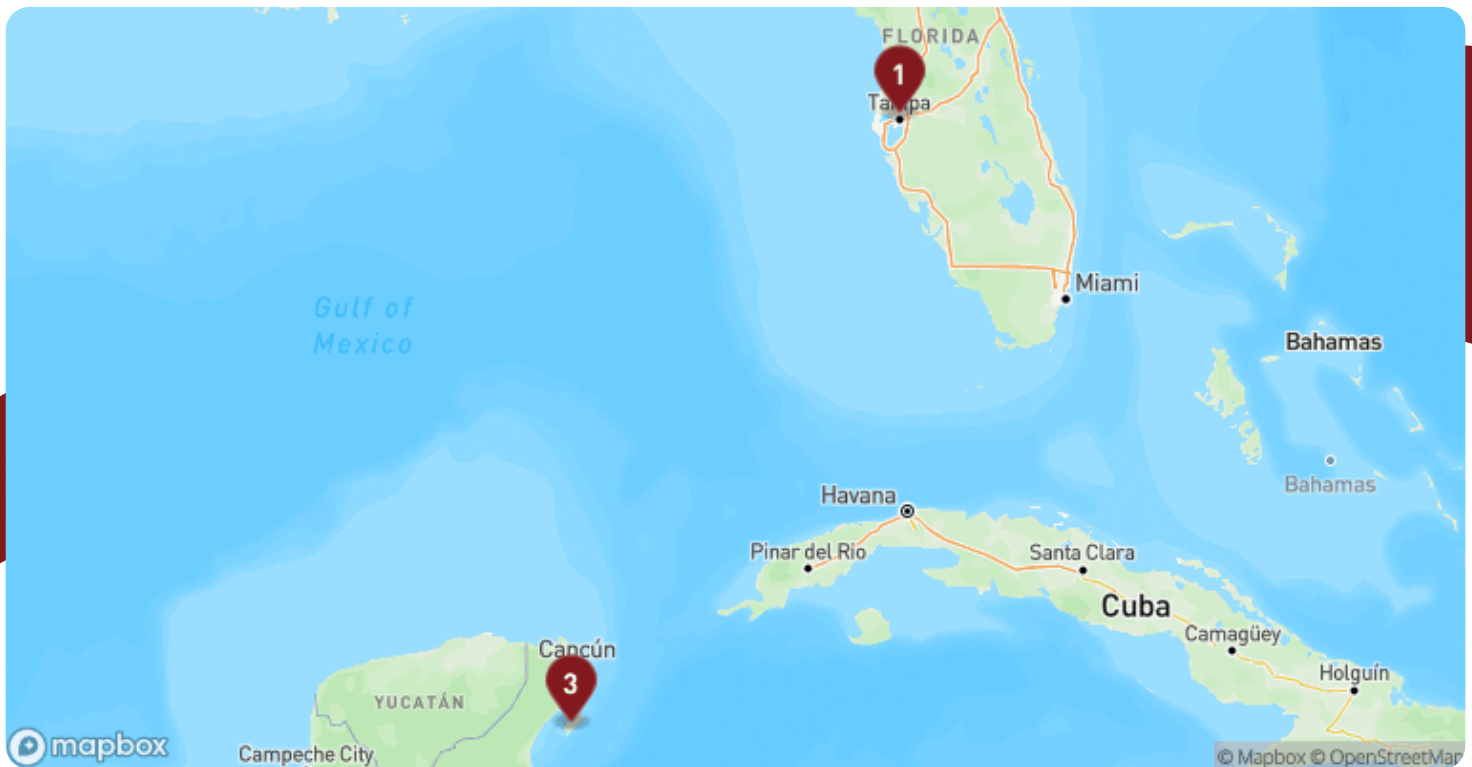 FLORIDA
1
Tampa
Miami
Gulf of
Mexico
Bahamas
Bahamas
Havana
Pinar del Rio
Santa Clara
Cuba
Camagüey
Cancún
3
Holguín
YUCATÁN
Campeche City
mapbox
© Mapbox © OpenStreetMap